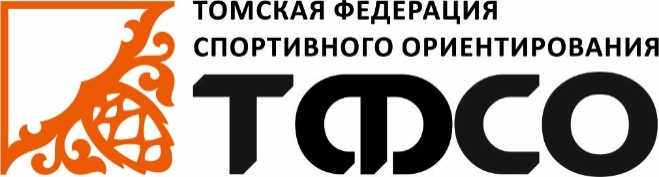 ТОМСКАЯ ФЕДЕРАЦИЯ
СПОРТИВНОГО ОРИЕНТИРОВАНИЯ
ТФСО